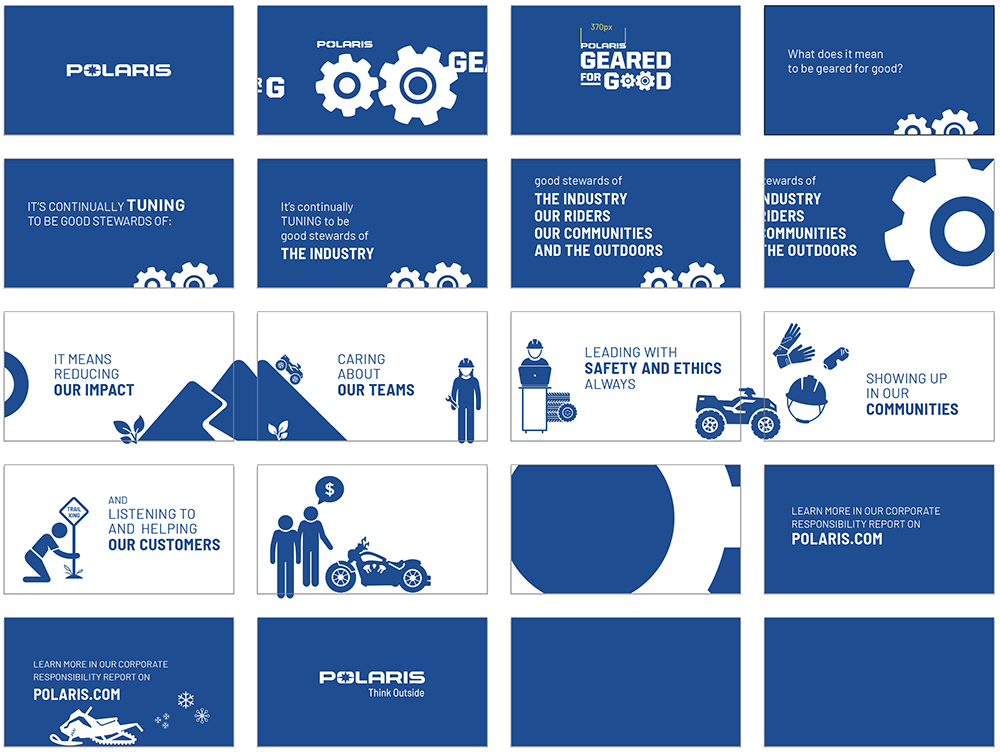 POLARIS
POLARIS
R
G
GEA
370px
POLARIS
GEARED
FOR GOOD
What does it mean
to be geared for good?
IT'S CONTINUALLY TUNING
TO BE GOOD STEWARDS OF:
It's continually
TUNING to be
good stewards of
THE INDUSTRY
good stewards of
THE INDUSTRY
OUR RIDERS
OUR COMMUNITIES
AND THE OUTDOORS
tewards of
NDUSTRY
RIDERS
COMMUNITIES
THE OUTDOORS
IT MEANS
REDUCING
OUR IMPACT
CARING
ABOUT
OUR TEAMS
LEADING WITH
SAFETY AND ETHICS
ALWAYS
SHOWING UP
IN OUR
COMMUNITIES
TRAIL
XING
AND
LISTENING TO
AND HELPING
OUR CUSTOMERS
$
LEARN MORE IN OUR CORPORATE
RESPONSIBILITY REPORT ON
POLARIS.COM
LEARN MORE IN OUR CORPORATE
RESPONSIBILITY REPORT ON
POLARIS.COM
POLARIS
Think Outside